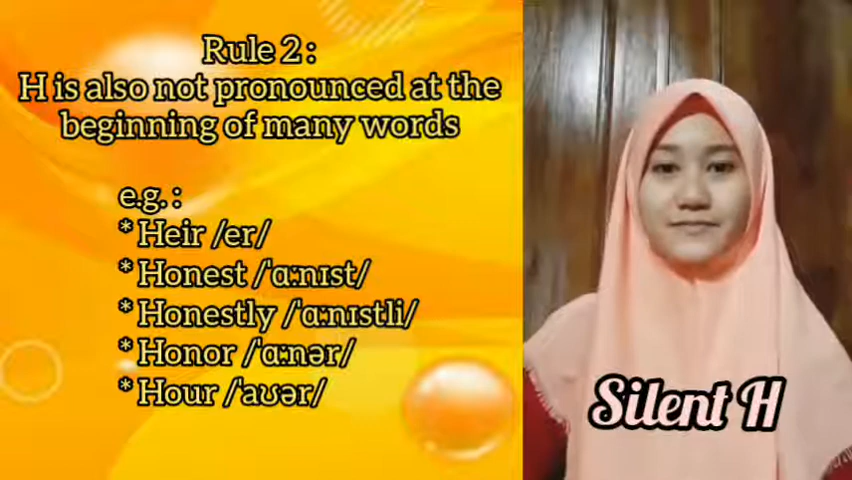 Rule 2 :
H is also not pronounced at the
beginning of many words
e.g. :
* Heir /er/
* Honest /ˈɑːnɪst/
* Honestly /ˈɑːnɪstli/
* Honor /ˈɑːnər/
* Hour /ˈaʊər/
Silent H